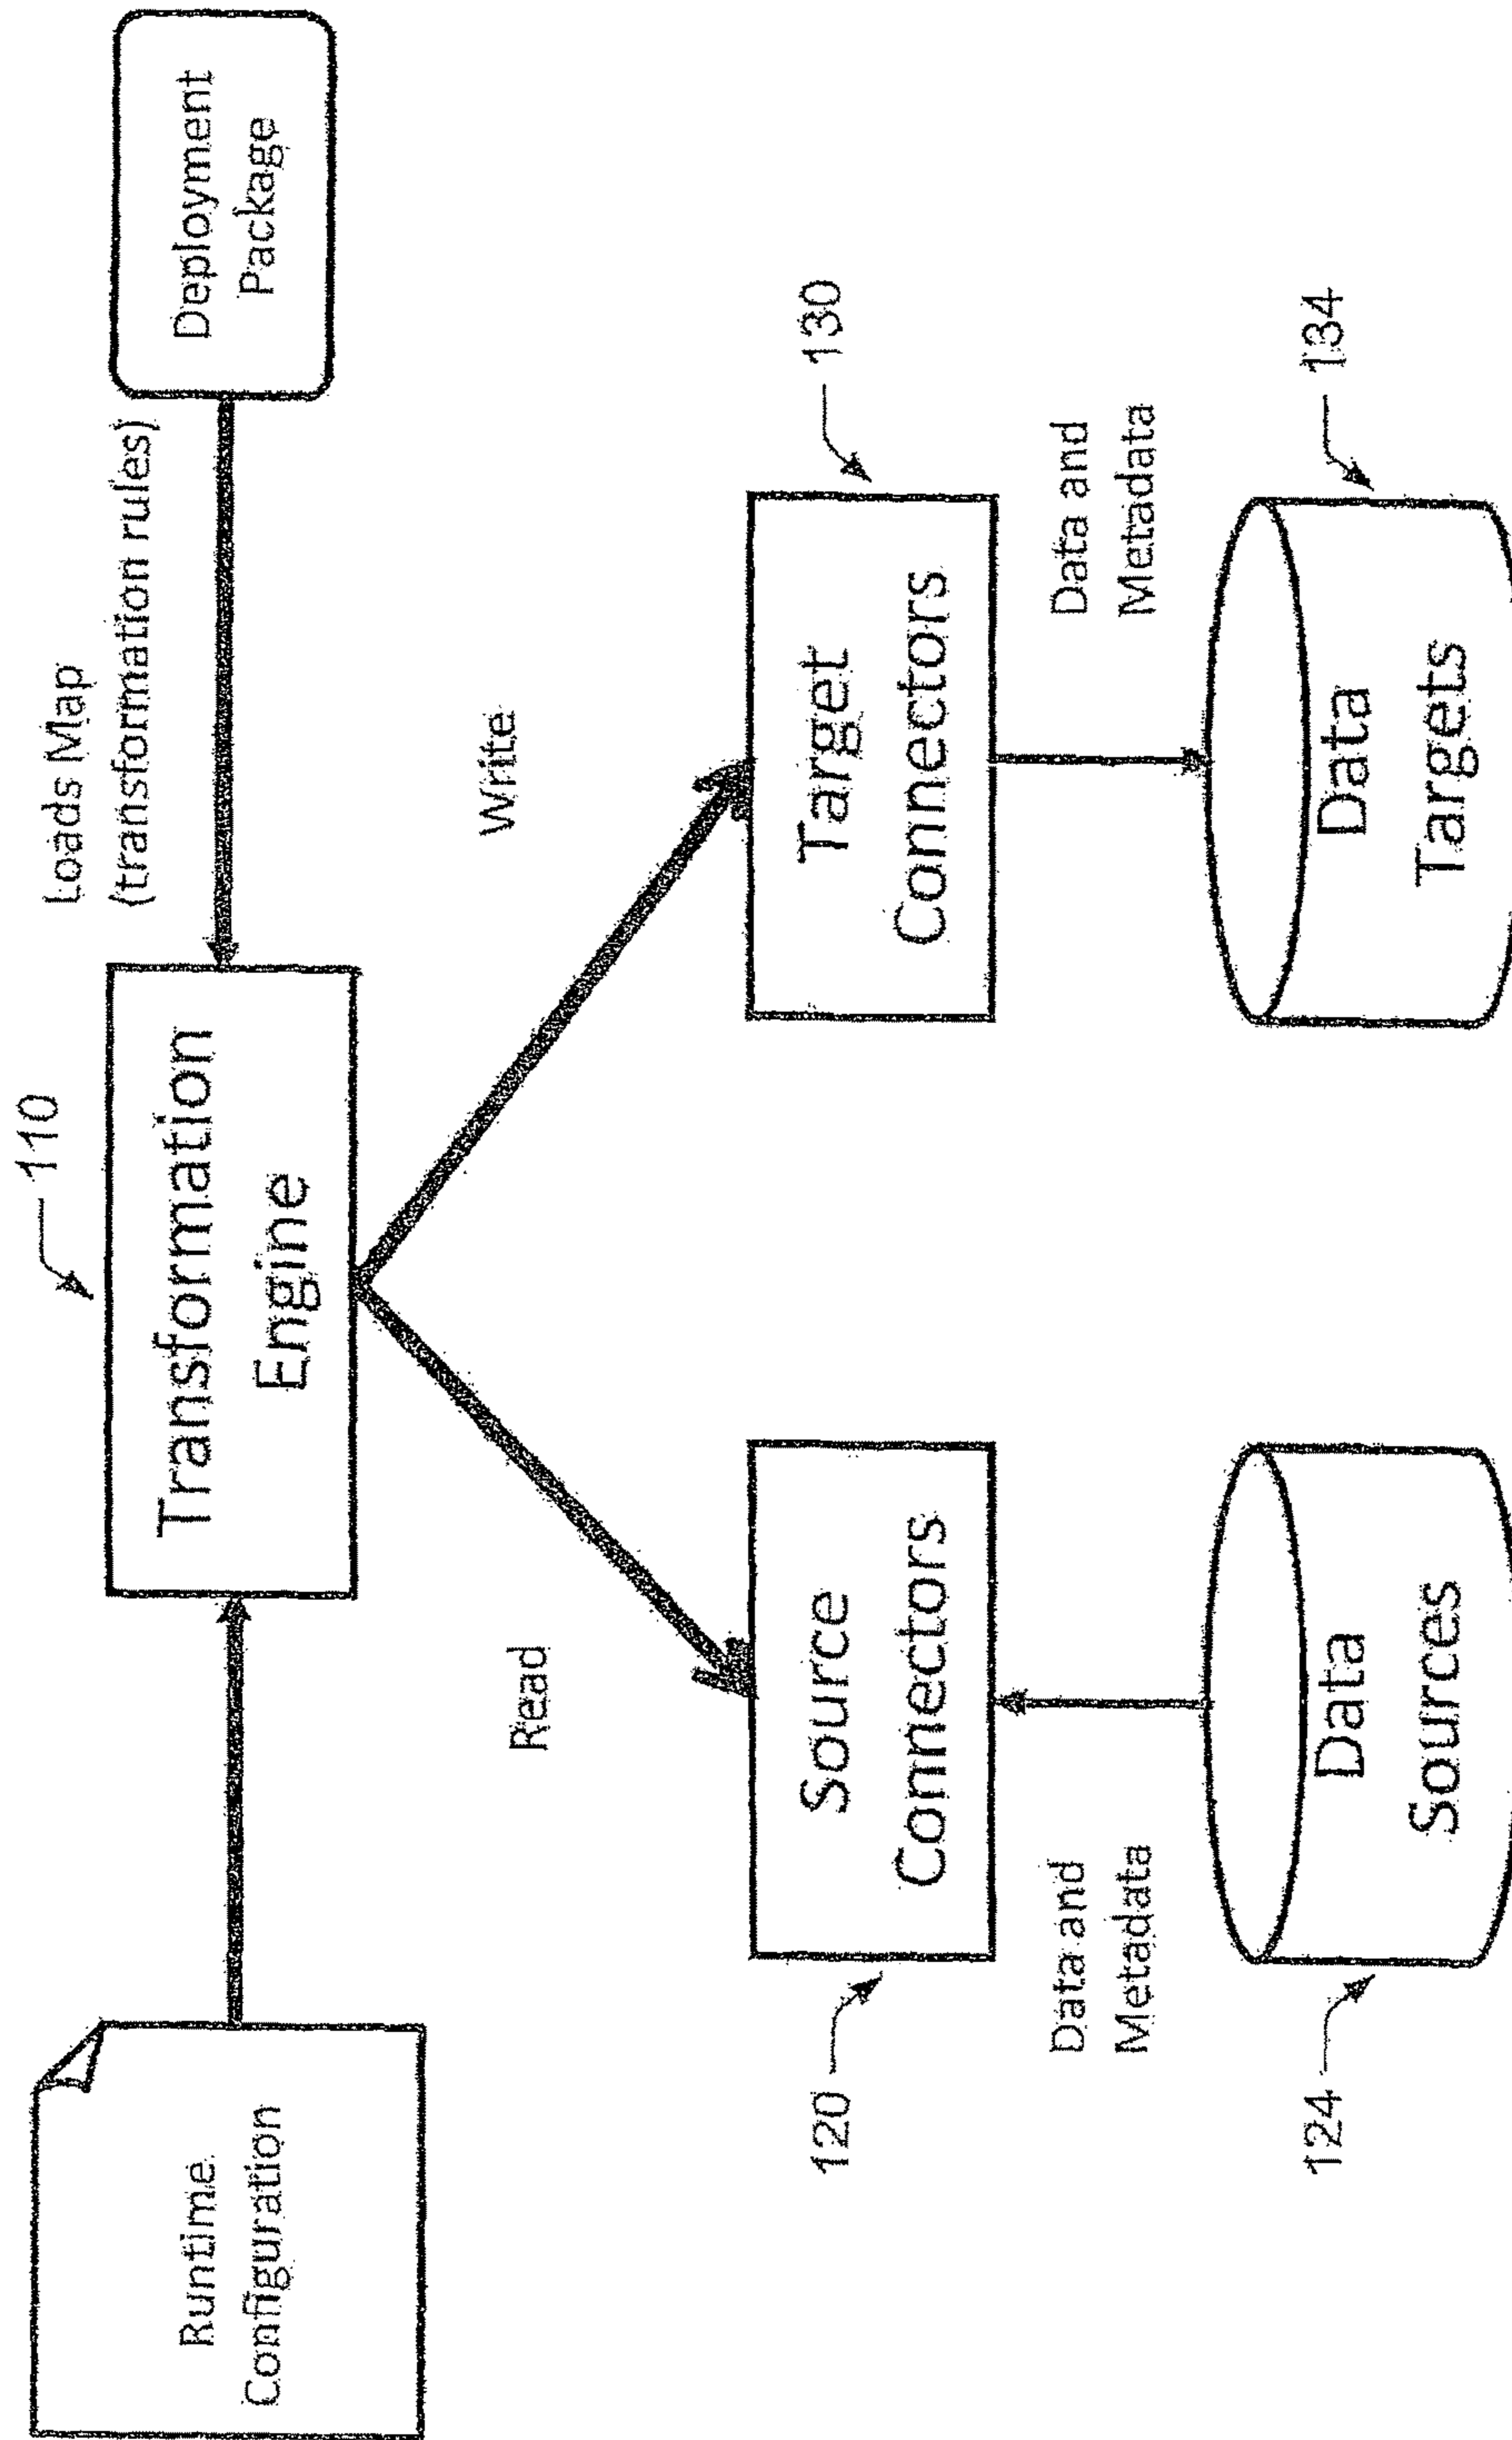 110
Loads Map
(transformation rules)
Runtime
Configuration
Transformation
Engine
Deployment
Package
Read
Write
120
Source
Connectors
Target
Connectors
130
Data and
Metadata
Data and
Metadata
124
Data
Sources
Data
Targets
134